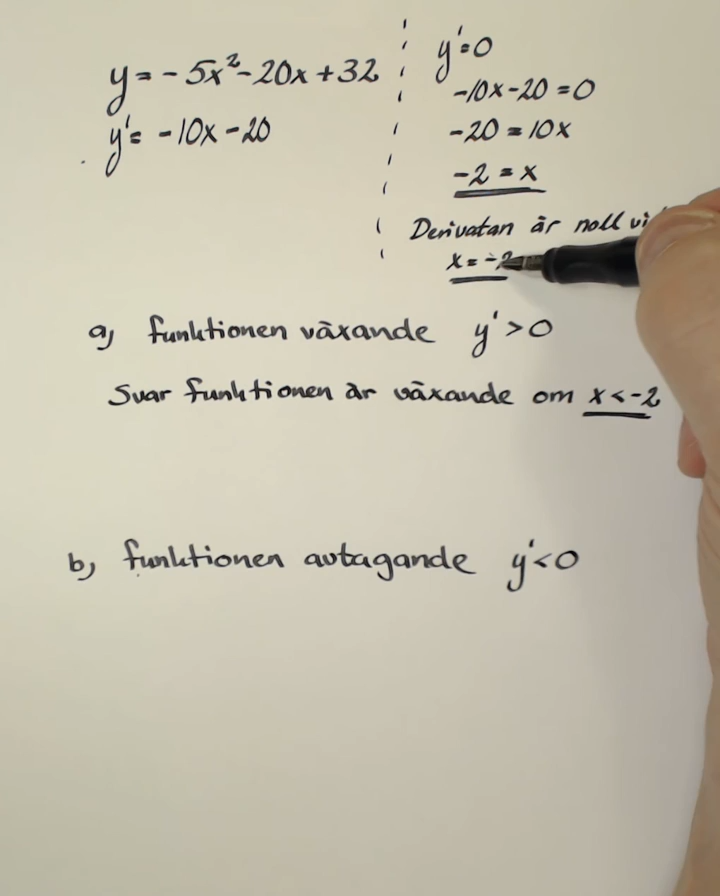 y = -5x² - 20x + 32
y' = -10x - 20
y' = 0
-10x - 20 = 0
-20 = 10x
-2 = x
Derivatan är noll
x = -2
a) funktionen växande y' > 0
Svar funktionen är växande om x < -2
b) funktionen avtagande y' < 0